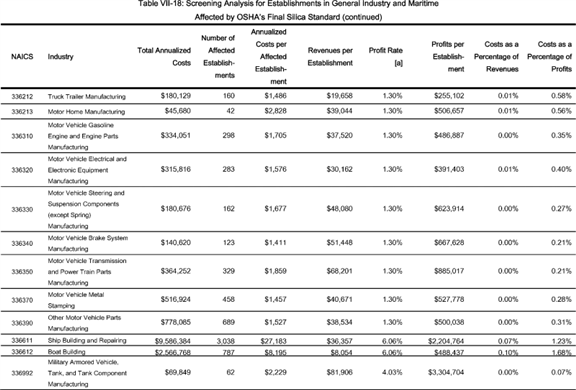 Table VII-18: Screening Analysis for Establishments in General Industry and Maritime
Affected by OSHA's Final Silica Standard (continued)
NAICS Industry Total Annualized Costs Number of Affected Establish-ments Annualized Costs per Affected Establish-ment Revenues per Establishment Profit Rate [a] Profits per Establish-ment Costs as a Percentage of Revenues Costs as a Percentage of Profits
336212 Truck Trailer Manufacturing $180,129 160 $1,486 $19,658 1.30% $255,102 0.01% 0.58%
336213 Motor Home Manufacturing $45,680 42 $2,828 $39,044 1.30% $506,657 0.01% 0.56%
Motor Vehicle Gasoline
336310 Engine and Engine Parts $334,051 298 $1,705 $37,520 1.30% $486,887 0.00% 0.35%
Manufacturing
Motor Vehicle Electrical and
336320 Electronic Equipment $315,816 283 $1,576 $30,162 1.30% $391,403 0.01% 0.40%
Manufacturing
Motor Vehicle Steering and
336330 Suspension Components $180,676 162 $1,677 $48,080 1.30% $623,914 0.00% 0.27%
(except Spring)
Manufacturing
336340 Motor Vehicle Brake System $140,620 123 $1,411 $51,448 1.30% $667,628 0.00% 0.21%
Manufacturing
Motor Vehicle Transmission
336350 and Power Train Parts $364,252 329 $1,859 $68,201 1.30% $885,017 0.00% 0.21%
Manufacturing
336370 Motor Vehicle Metal $516,924 458 $1,457 $40,671 1.30% $527,778 0.00% 0.28%
Stamping
336390 Other Motor Vehicle Parts $778,085 689 $1,527 $38,534 1.30% $500,038 0.00% 0.31%
Manufacturing
336611 Ship Building and Repairing $9,586,384 3,038 $27,183 $36,357 6.06% $2,204,764 0.07% 1.23%
336612 Boat Building $2,566,768 787 $8,195 $8,054 6.06% $488,437 0.10% 1.68%
Military Armored Vehicle,
336992 Tank, and Tank Component $69,849 62 $2,229 $81,906 4.03% $3,304,704 0.00% 0.07%
Manufacturing